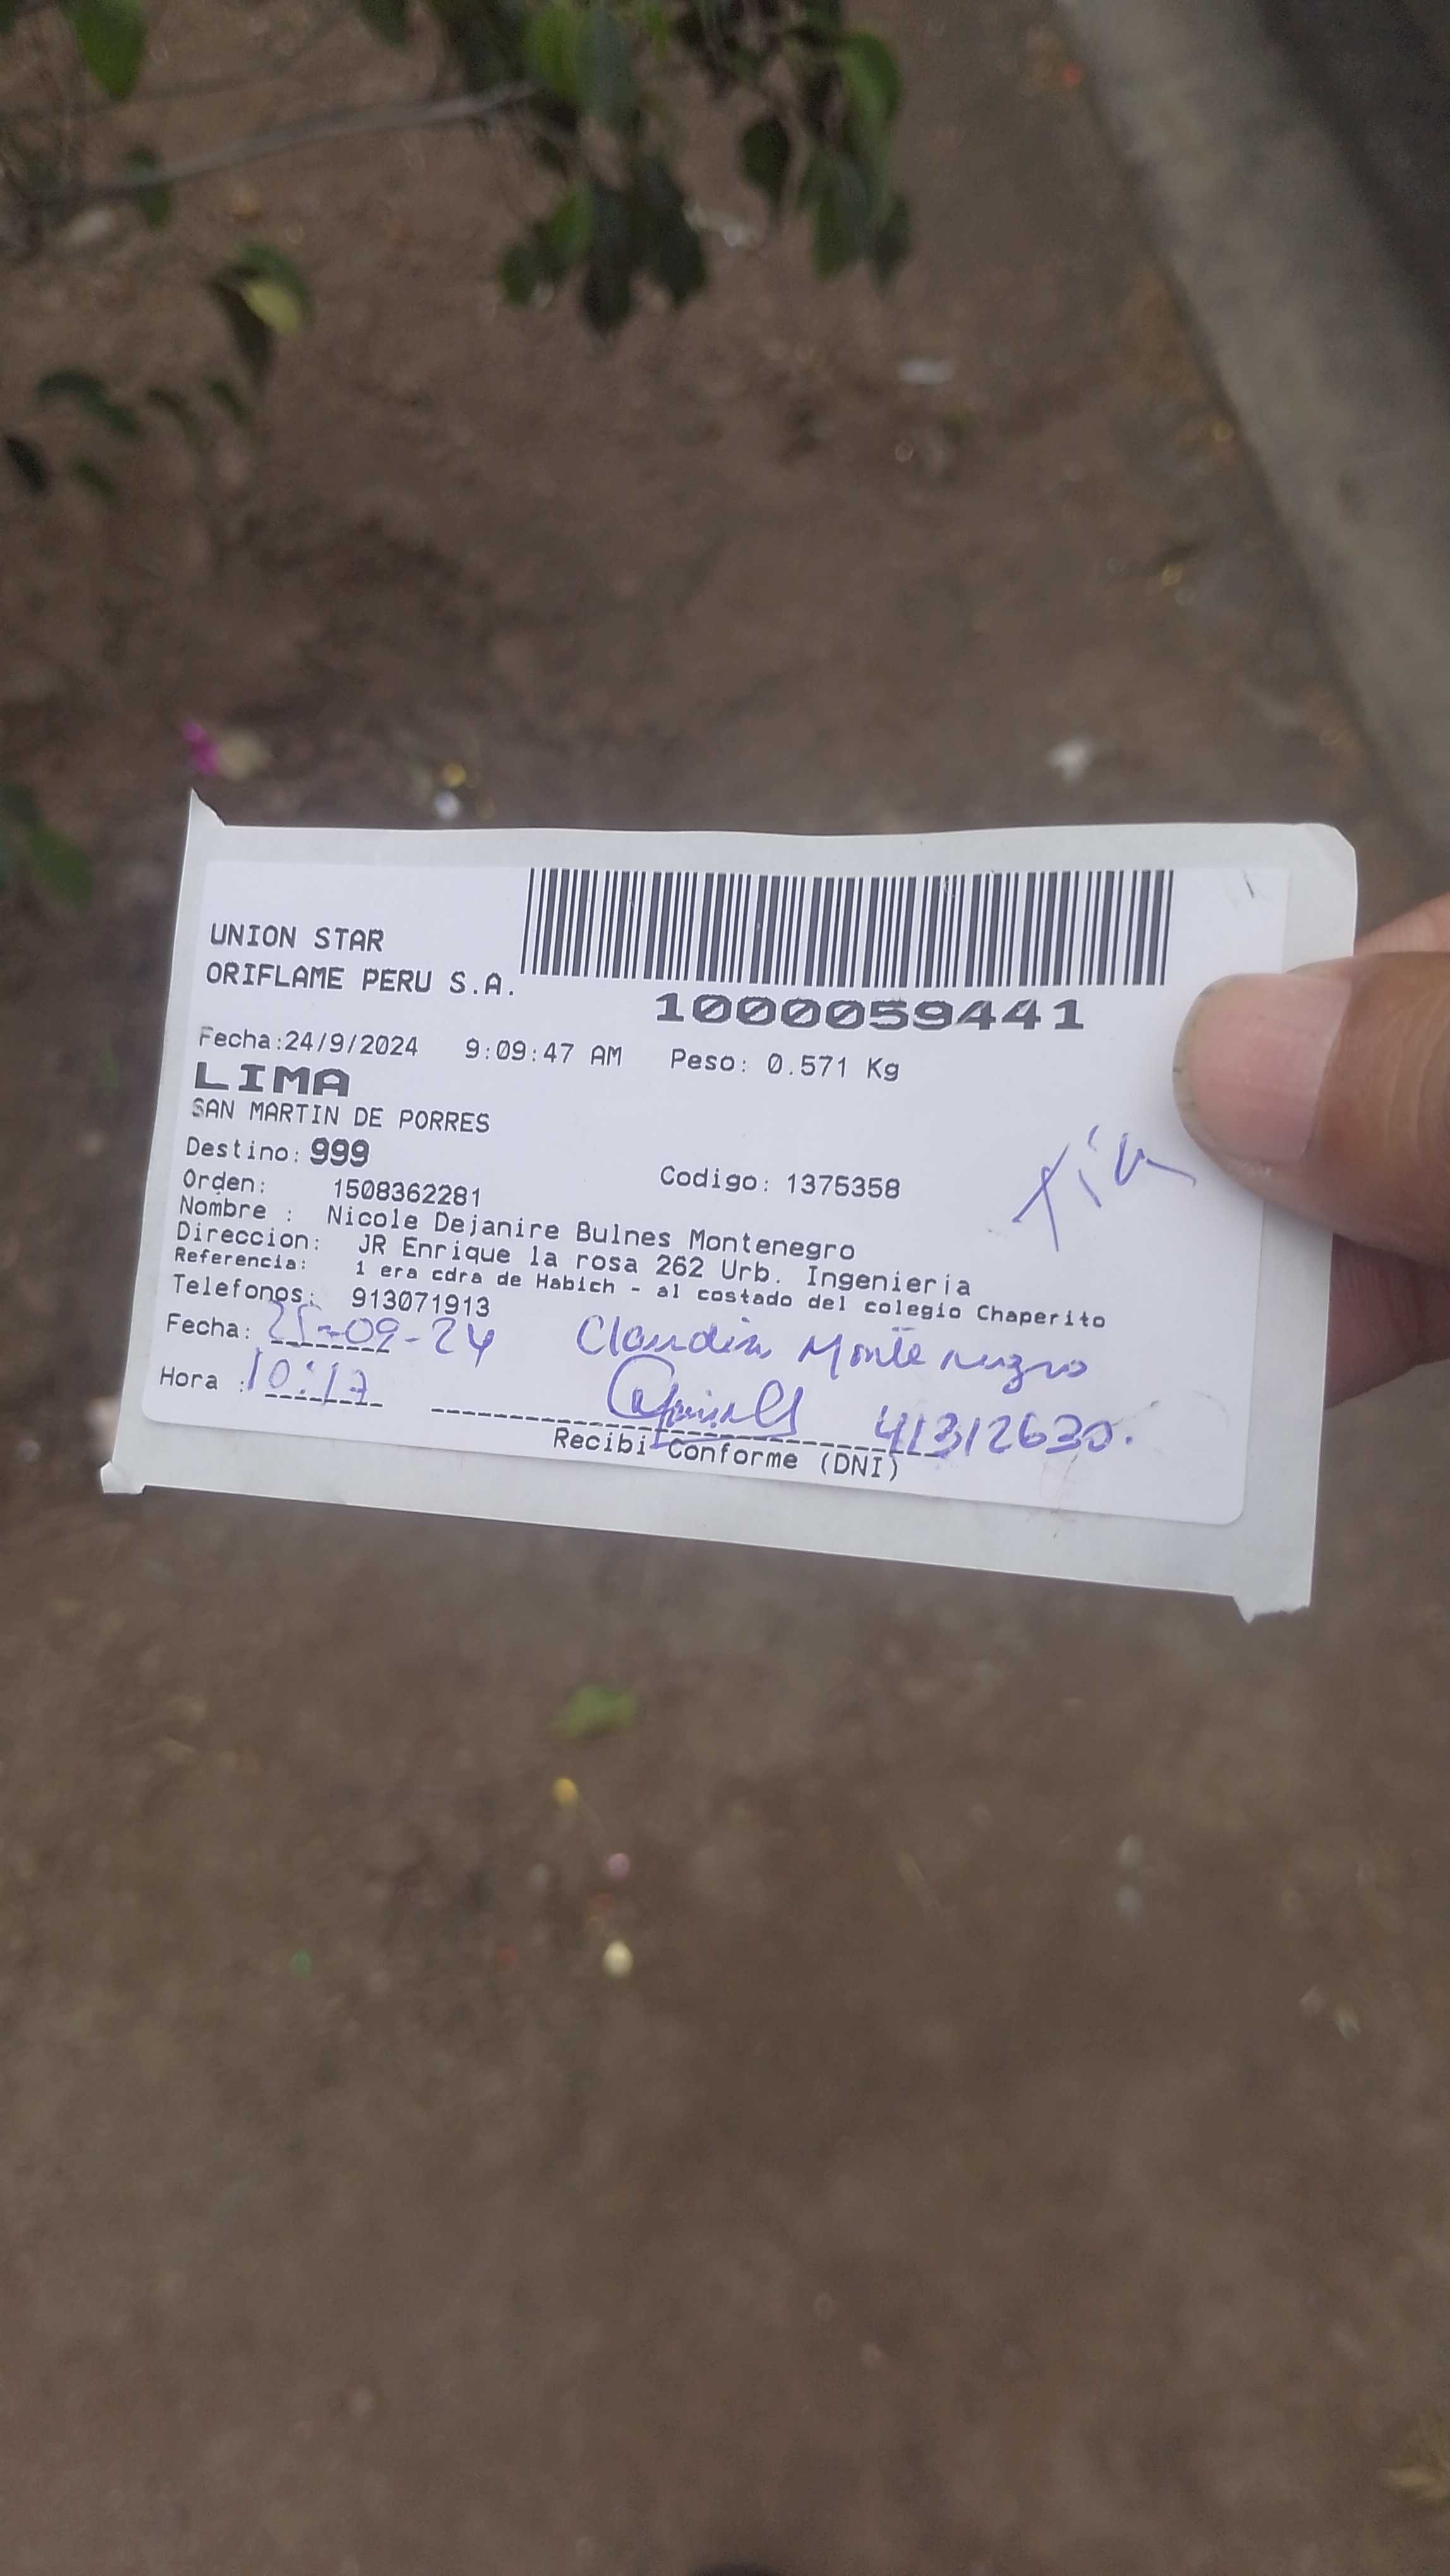 UNION STAR
ORIFLAME PERU S.A.
1000059441
Fecha:24/9/2024 9:09:47 AM Peso: 0.571 Kg
LIMA
SAN MARTIN DE PORRES
Destino: 999
Codigo: 1375358
Orden: 1508362281
Nombre : Nicole Dejanire Bulnes Montenegro
Direccion: JR Enrique la rosa 262 Urb. Ingenieria
Referencia: 1 era cdra de Habich - al costado del colegio Chaperito
Telefonos: 913071913
Fecha: 25-09-24 Claudia Montenegro
Hora : 10:17 41312630.
Recibi Conforme (DNI)